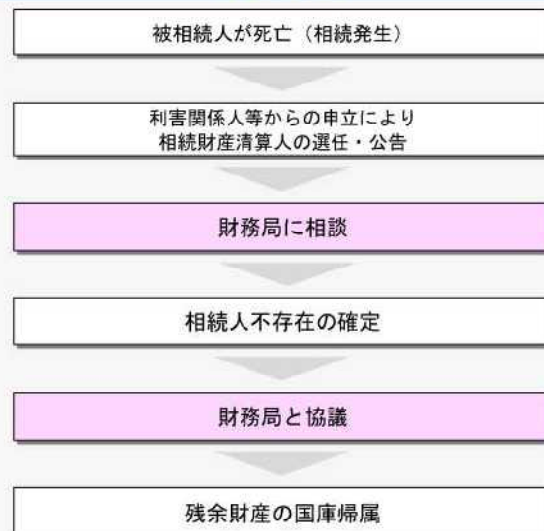 被相続人が死亡（相続発生）
利害関係人等からの申立により
相続財産清算人の選任・公告
財務局に相談
相続人不存在の確定
財務局と協議
残余財産の国庫帰属